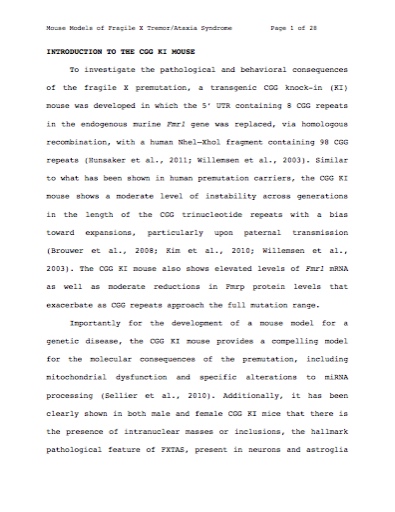 Mouse Models of Fragile X Tremor/Ataxia Syndrome Page 1 of 28
INTRODUCTION TO THE CGG KI MOUSE
To investigate the pathological and behavioral consequences
of the fragile X premutation, a transgenic CGG knock-in (KI)
mouse was developed in which the 5' UTR containing 8 CGG repeats
in the endogenous murine Fmr1 gene was replaced, via homologous
recombination, with a human Nhel-Xhol fragment containing 98 CGG
repeats (Hunsaker et al., 2011; Willemsen et al., 2003). Similar
to what has been shown in human premutation carriers, the CGG KI
mouse shows a moderate level of instability across generations
in the length of the CGG trinucleotide repeats with a bias
toward expansions, particularly upon paternal transmission
(Brouwer et al., 2008; Kim et al., 2010; Willemsen et al.,
2003). The CGG KI mouse also shows elevated levels of Fmr1 mRNA
as well as moderate reductions in Fmrp protein levels that
exacerbate as CGG repeats approach the full mutation range.
Importantly for the development of a mouse model for a
genetic disease, the CGG KI mouse provides a compelling model
for the molecular consequences of the premutation, including
mitochondrial dysfunction and specific alterations to miRNA
processing (Sellier et al., 2010). Additionally, it has been
clearly shown in both male and female CGG KI mice that there is
the presence of intranuclear masses or inclusions, the hallmark
pathological feature of FXTAS, present in neurons and astroglia